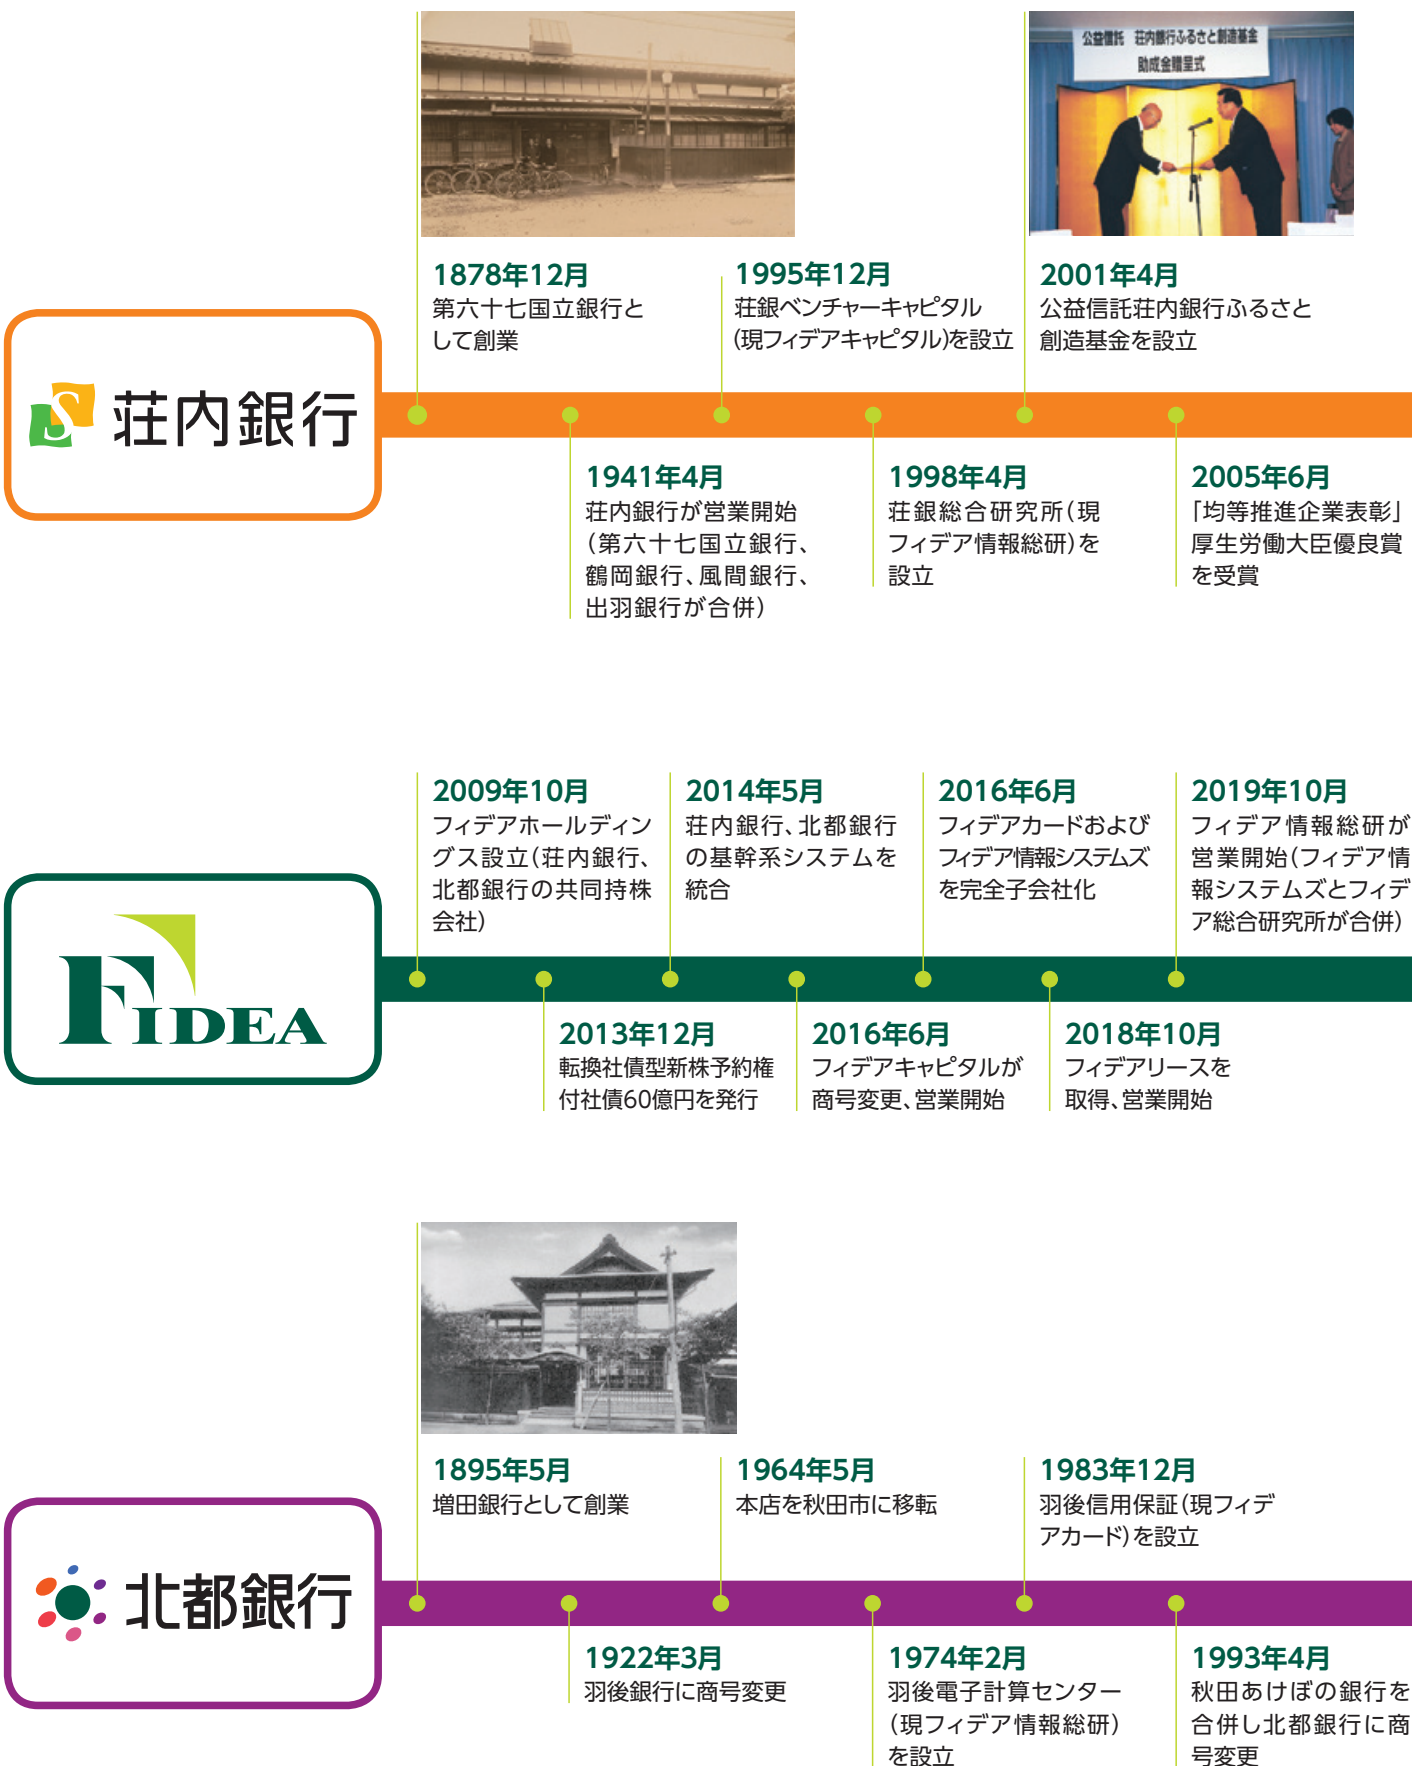 公益信託 荘内銀行ふるさと創造基金
助成金贈呈式
1878年12月
第六十七国立銀行と
して創業
1995年12月
荘銀ベンチャーキャピタル
(現フィデアキャピタル)を設立
2001年4月
公益信託荘内銀行ふるさと
創造基金を設立
S 荘内銀行
1941年4月
荘内銀行が営業開始
(第六十七国立銀行、
鶴岡銀行、風間銀行、
出羽銀行が合併)
1998年4月
荘銀総合研究所(現
フィデア情報総研)を
設立
2005年6月
「均等推進企業表彰」
厚生労働大臣優良賞
を受賞
2009年10月
フィデアホールディン
グス設立(荘内銀行、
北都銀行の共同持株
会社)
2014年5月
荘内銀行、北都銀行
の基幹系システムを
統合
2016年6月
フィデアカードおよび
フィデア情報システムズ
を完全子会社化
2019年10月
フィデア情報総研が
営業開始(フィデア情
報システムズとフィデ
ア総合研究所が合併)
FIDEA
2013年12月
転換社債型新株予約権
付社債60億円を発行
2016年6月
フィデアキャピタルが
商号変更、営業開始
2018年10月
フィデアリースを
取得、営業開始
1895年5月
増田銀行として創業
1964年5月
本店を秋田市に移転
1983年12月
羽後信用保証(現フィデ
アカード)を設立
北都銀行
1922年3月
羽後銀行に商号変更
1974年2月
羽後電子計算センター
(現フィデア情報総研)
を設立
1993年4月
秋田あけぼの銀行を
合併し北都銀行に商
号変更